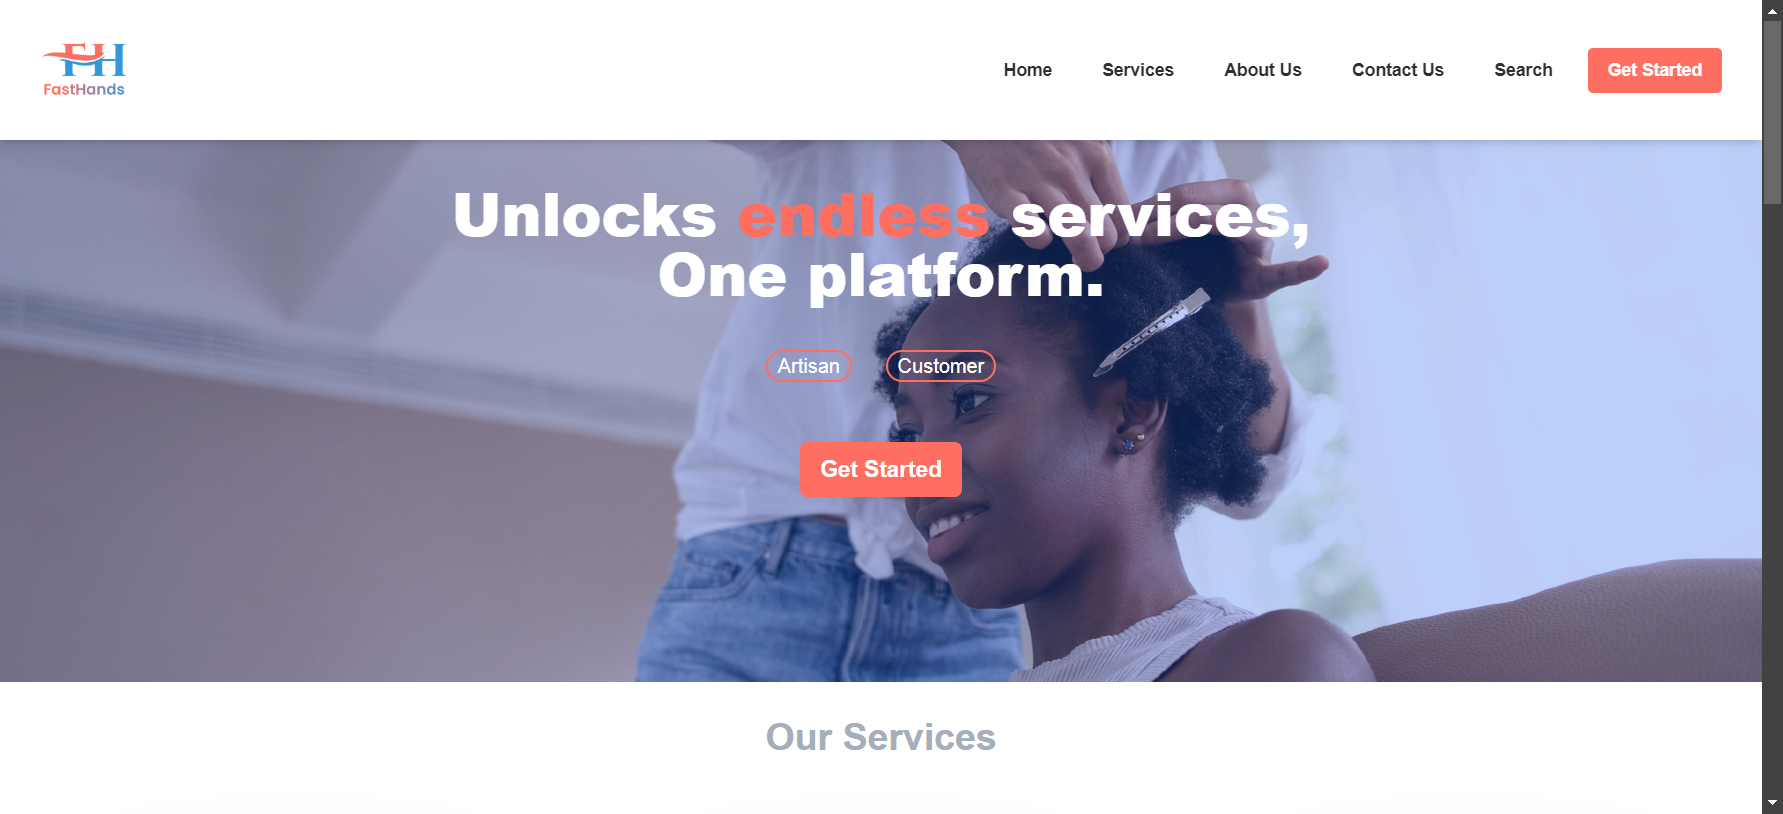 FH
FastHands
Home Services About Us Contact Us Search Get Started
Unlocks endless services,
One platform.
Artisan Customer
Get Started
Our Services